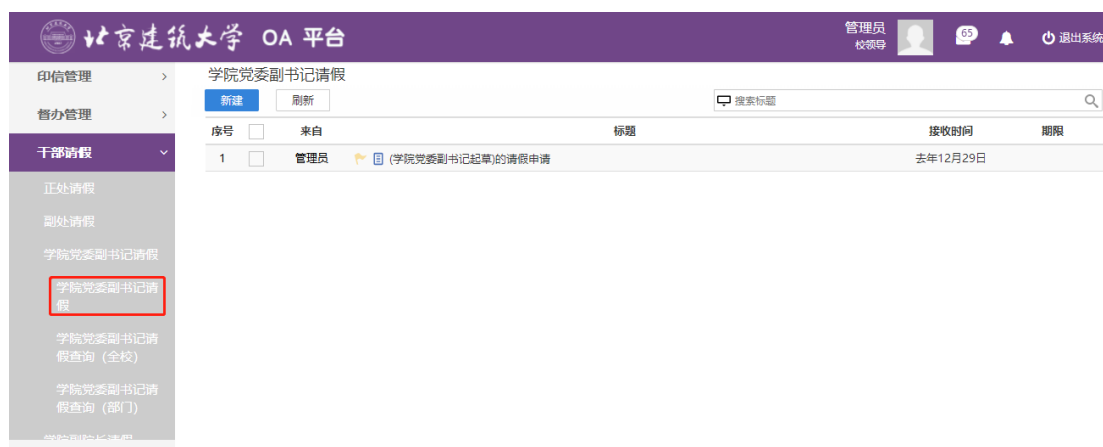 北京建筑大学 OA 平台
管理员
校领导
65
退出系统
印信管理
督办管理
干部请假
正处请假
副处请假
学院党委副书记请假
学院党委副书记请
假
学院党委副书记请
假查询（全校）
学院党委副书记请
假查询（部门）
学院副院长请假
学院党委副书记请假
新建 刷新 搜索标题
序号 来自 标题 接收时间 期限
1 管理员 (学院党委副书记起草)的请假申请 去年12月29日